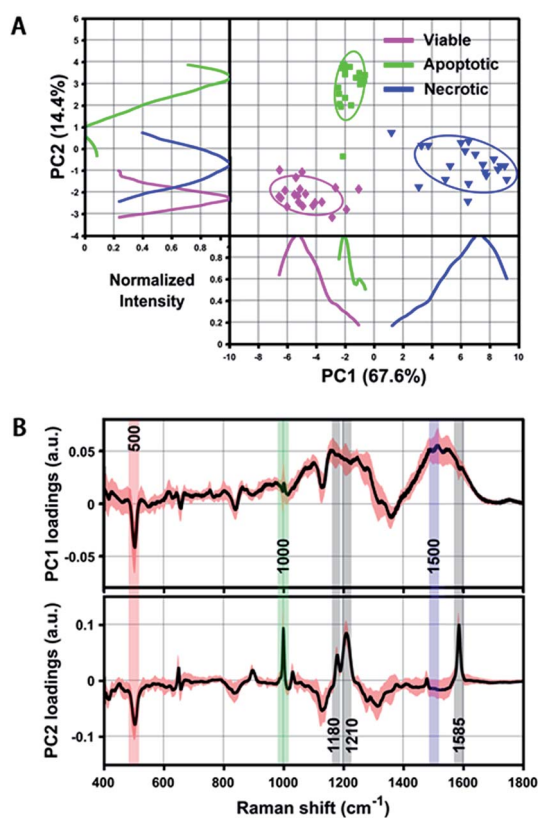 A
PC2 (14.4%)
6
5
4
3
2
1
0
-1
-2
-3
-4
Viable
Apoptotic
Necrotic
0 0.2 0.4 0.6 0.8
Normalized
Intensity
1
0.8
0.6
0.4
0.2
0
-10 -8 -6 -4 -2 0 2 4 6 8 10
PC1 (67.6%)
B
PC1 loadings (a.u.)
0.05
0
-0.05
500
1000
1500
PC2 loadings (a.u.)
0.1
0
-0.1
1180
1210
1585
400 600 800 1000 1200 1400 1600 1800
Raman shift (cm-1)